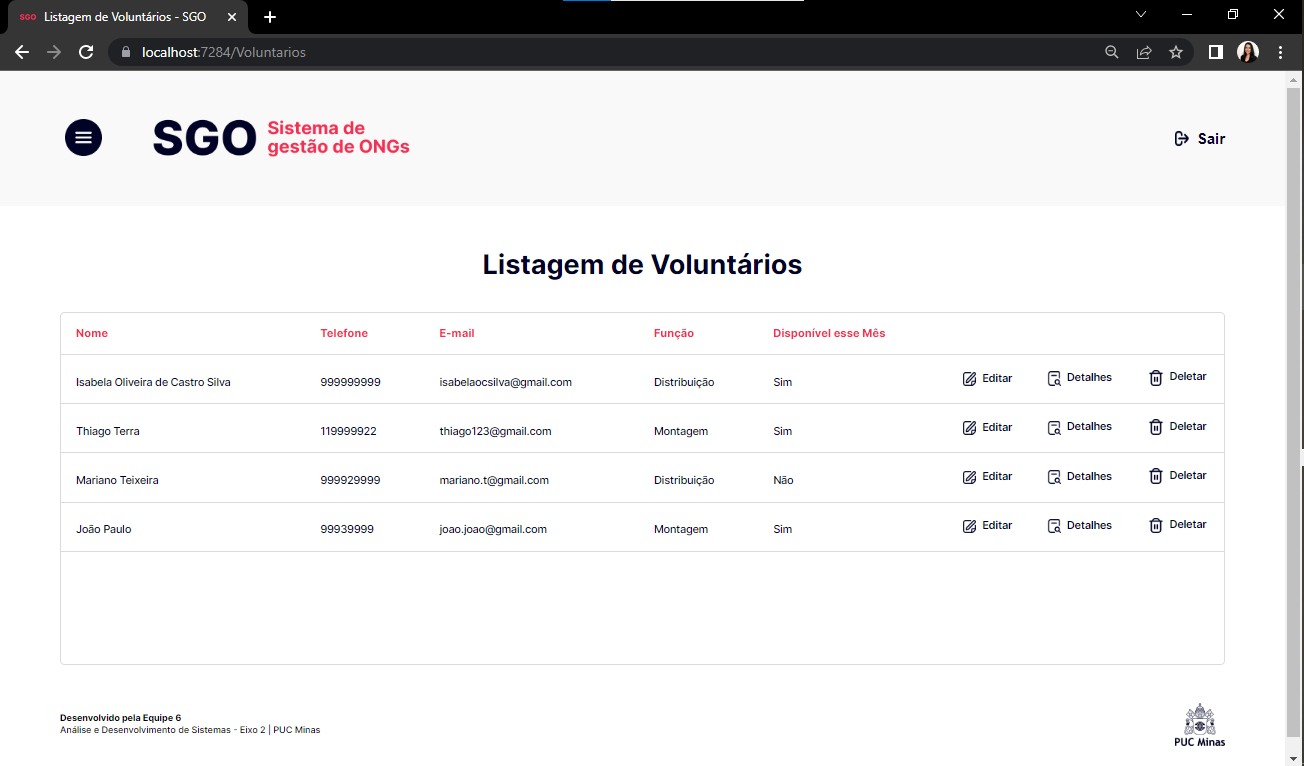 SGO Listagem de Voluntários - SGO
localhost:7284/Voluntarios
SGO Sistema de
gestão de ONGs
Sair
Listagem de Voluntários
Nome Telefone E-mail Função Disponível esse Mês
Isabela Oliveira de Castro Silva 999999999 isabelaocsilva@gmail.com Distribuição Sim Editar Detalhes Deletar
Thiago Terra 119999922 thiago123@gmail.com Montagem Sim Editar Detalhes Deletar
Mariano Teixeira 999929999 mariano.t@gmail.com Distribuição Não Editar Detalhes Deletar
João Paulo 99939999 joao.joao@gmail.com Montagem Sim Editar Detalhes Deletar
Desenvolvido pela Equipe 6
Análise e Desenvolvimento de Sistemas - Eixo 2 | PUC Minas
PUC Minas